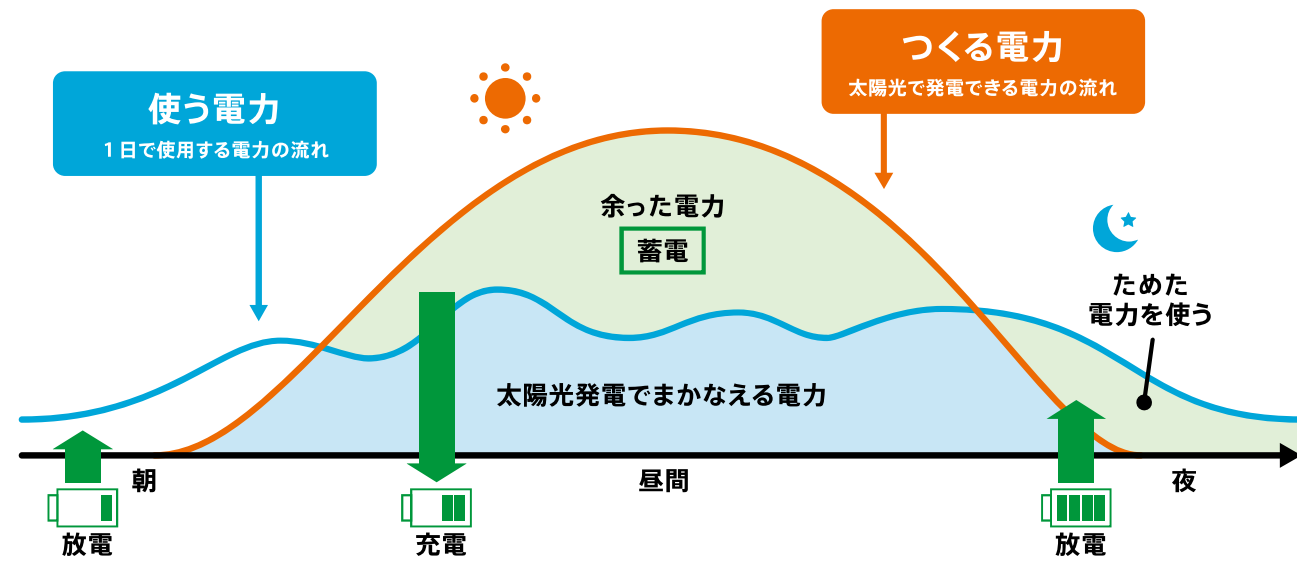 つくる電力
太陽光で発電できる電力の流れ
使う電力
1日で使用する電力の流れ
余った電力
蓄電
ためた
電力を使う
太陽光発電でまかなえる電力
朝
昼間
夜
放電
充電
放電